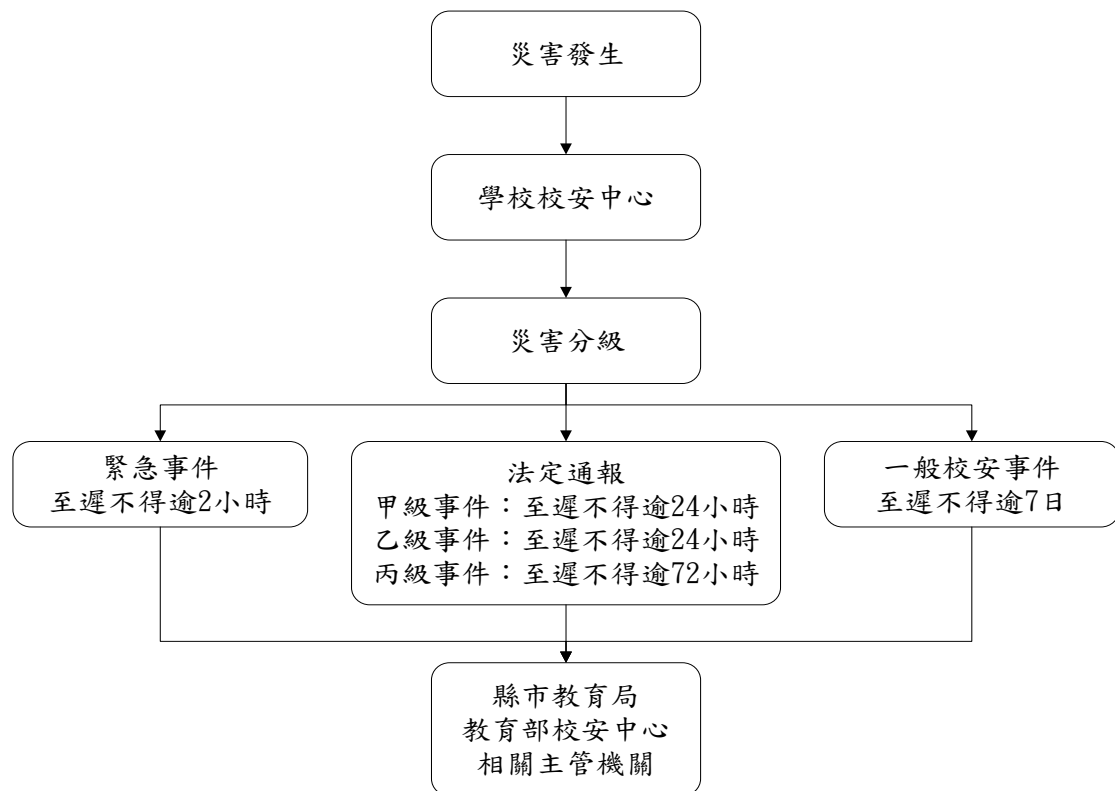 災害發生
學校校安中心
災害分級
緊急事件
至遲不得逾2小時
法定通報
甲級事件：至遲不得逾24小時
乙級事件：至遲不得逾24小時
丙級事件：至遲不得逾72小時
一般校安事件
至遲不得逾7日
縣市教育局
教育部校安中心
相關主管機關